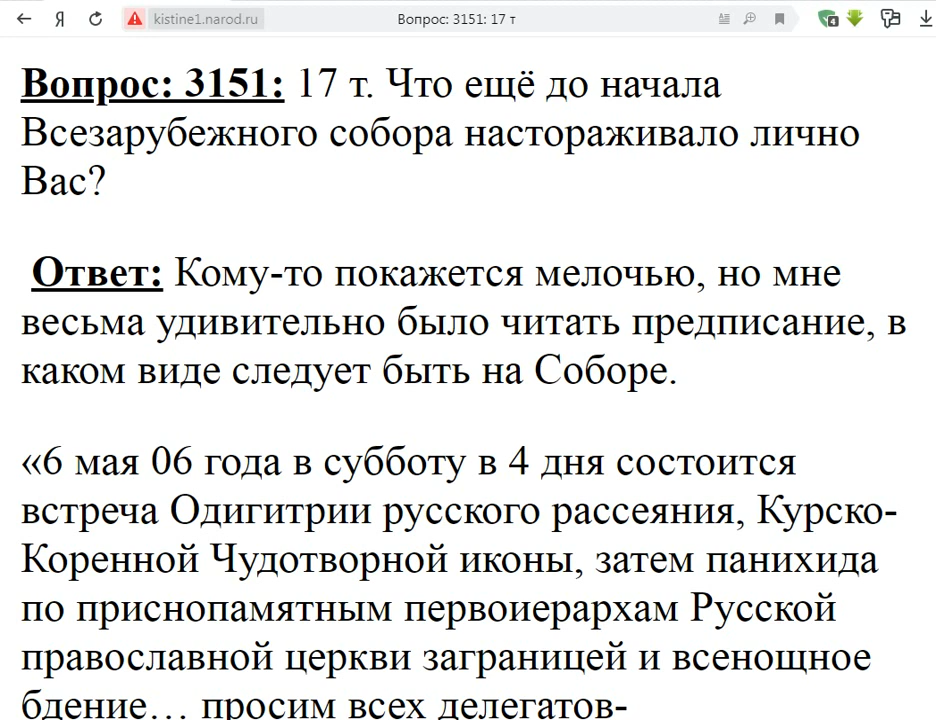 Я
kistine1.narod.ru
Вопрос: 3151: 17 т
4
Вопрос: 3151: 17 т. Что ещё до начала
Всезарубежного собора настораживало лично
Вас?
Ответ: Кому-то покажется мелочью, но мне
весьма удивительно было читать предписание, в
каком виде следует быть на Соборе.
«6 мая 06 года в субботу в 4 дня состоится
встреча Одигитрии русского рассеяния, Курско-
Коренной Чудотворной иконы, затем панихида
по приснопамятным первоиерархам Русской
православной церкви заграницей и всенощное
бдение… просим всех делегатов-